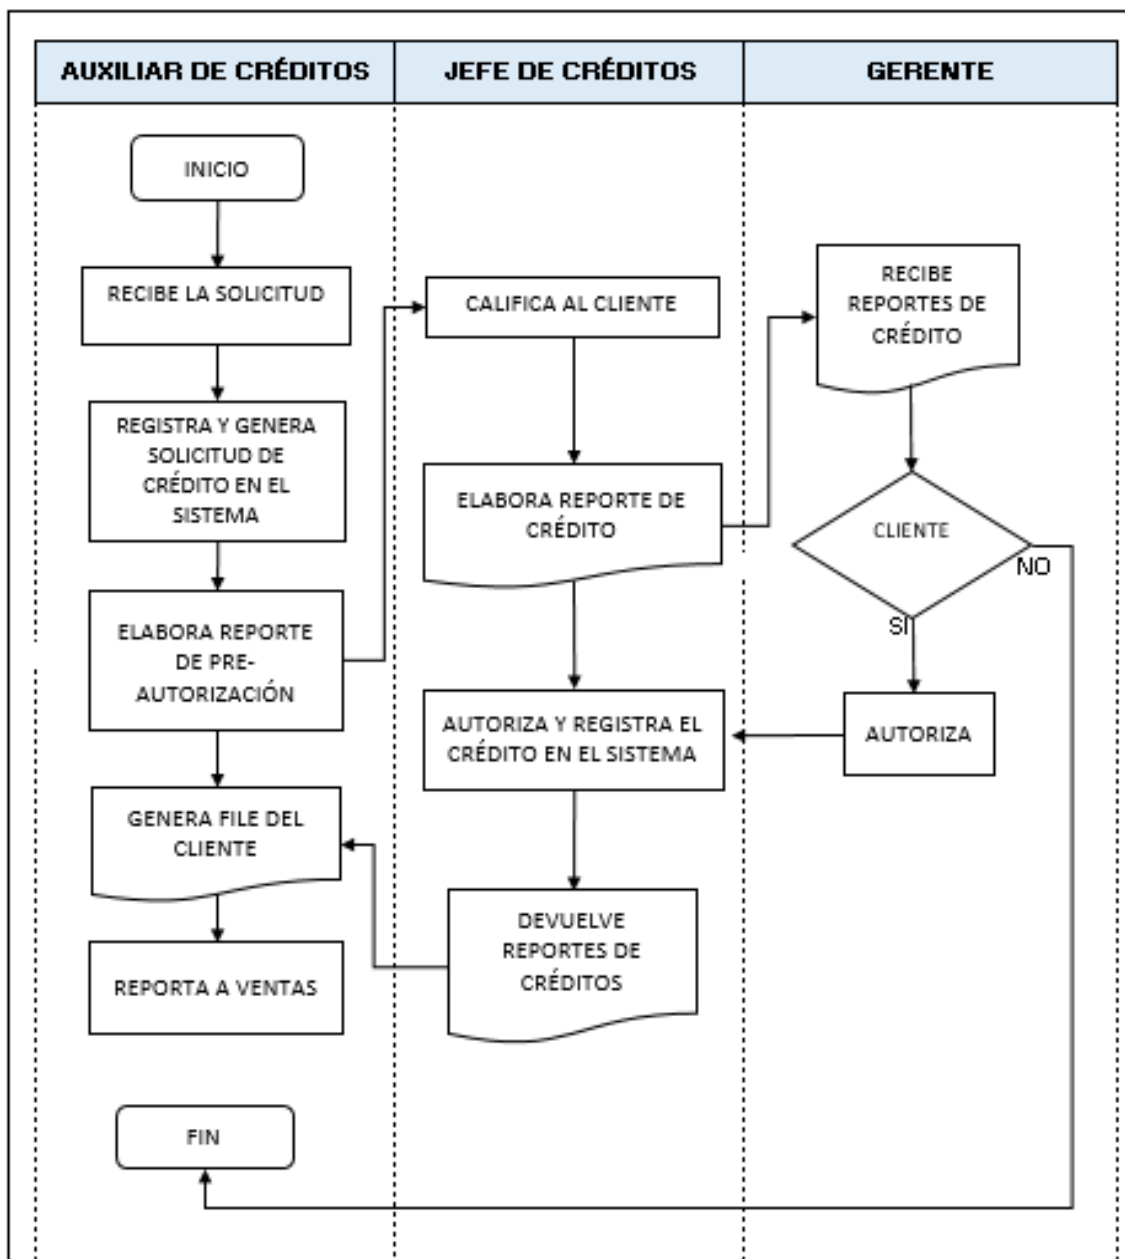 AUXILIAR DE CRÉDITOS
JEFE DE CRÉDITOS
GERENTE
INICIO
RECIBE LA SOLICITUD
REGISTRA Y GENERA
SOLICITUD DE
CRÉDITO EN EL
SISTEMA
ELABORA REPORTE
DE PRE-
AUTORIZACIÓN
GENERA FILE DEL
CLIENTE
REPORTA A VENTAS
FIN
CALIFICA AL CLIENTE
ELABORA REPORTE DE
CRÉDITO
AUTORIZA Y REGISTRA EL
CRÉDITO EN EL SISTEMA
DEVUELVE
REPORTES DE
CRÉDITOS
RECIBE
REPORTES DE
CRÉDITO
CLIENTE
NO
SI
AUTORIZA